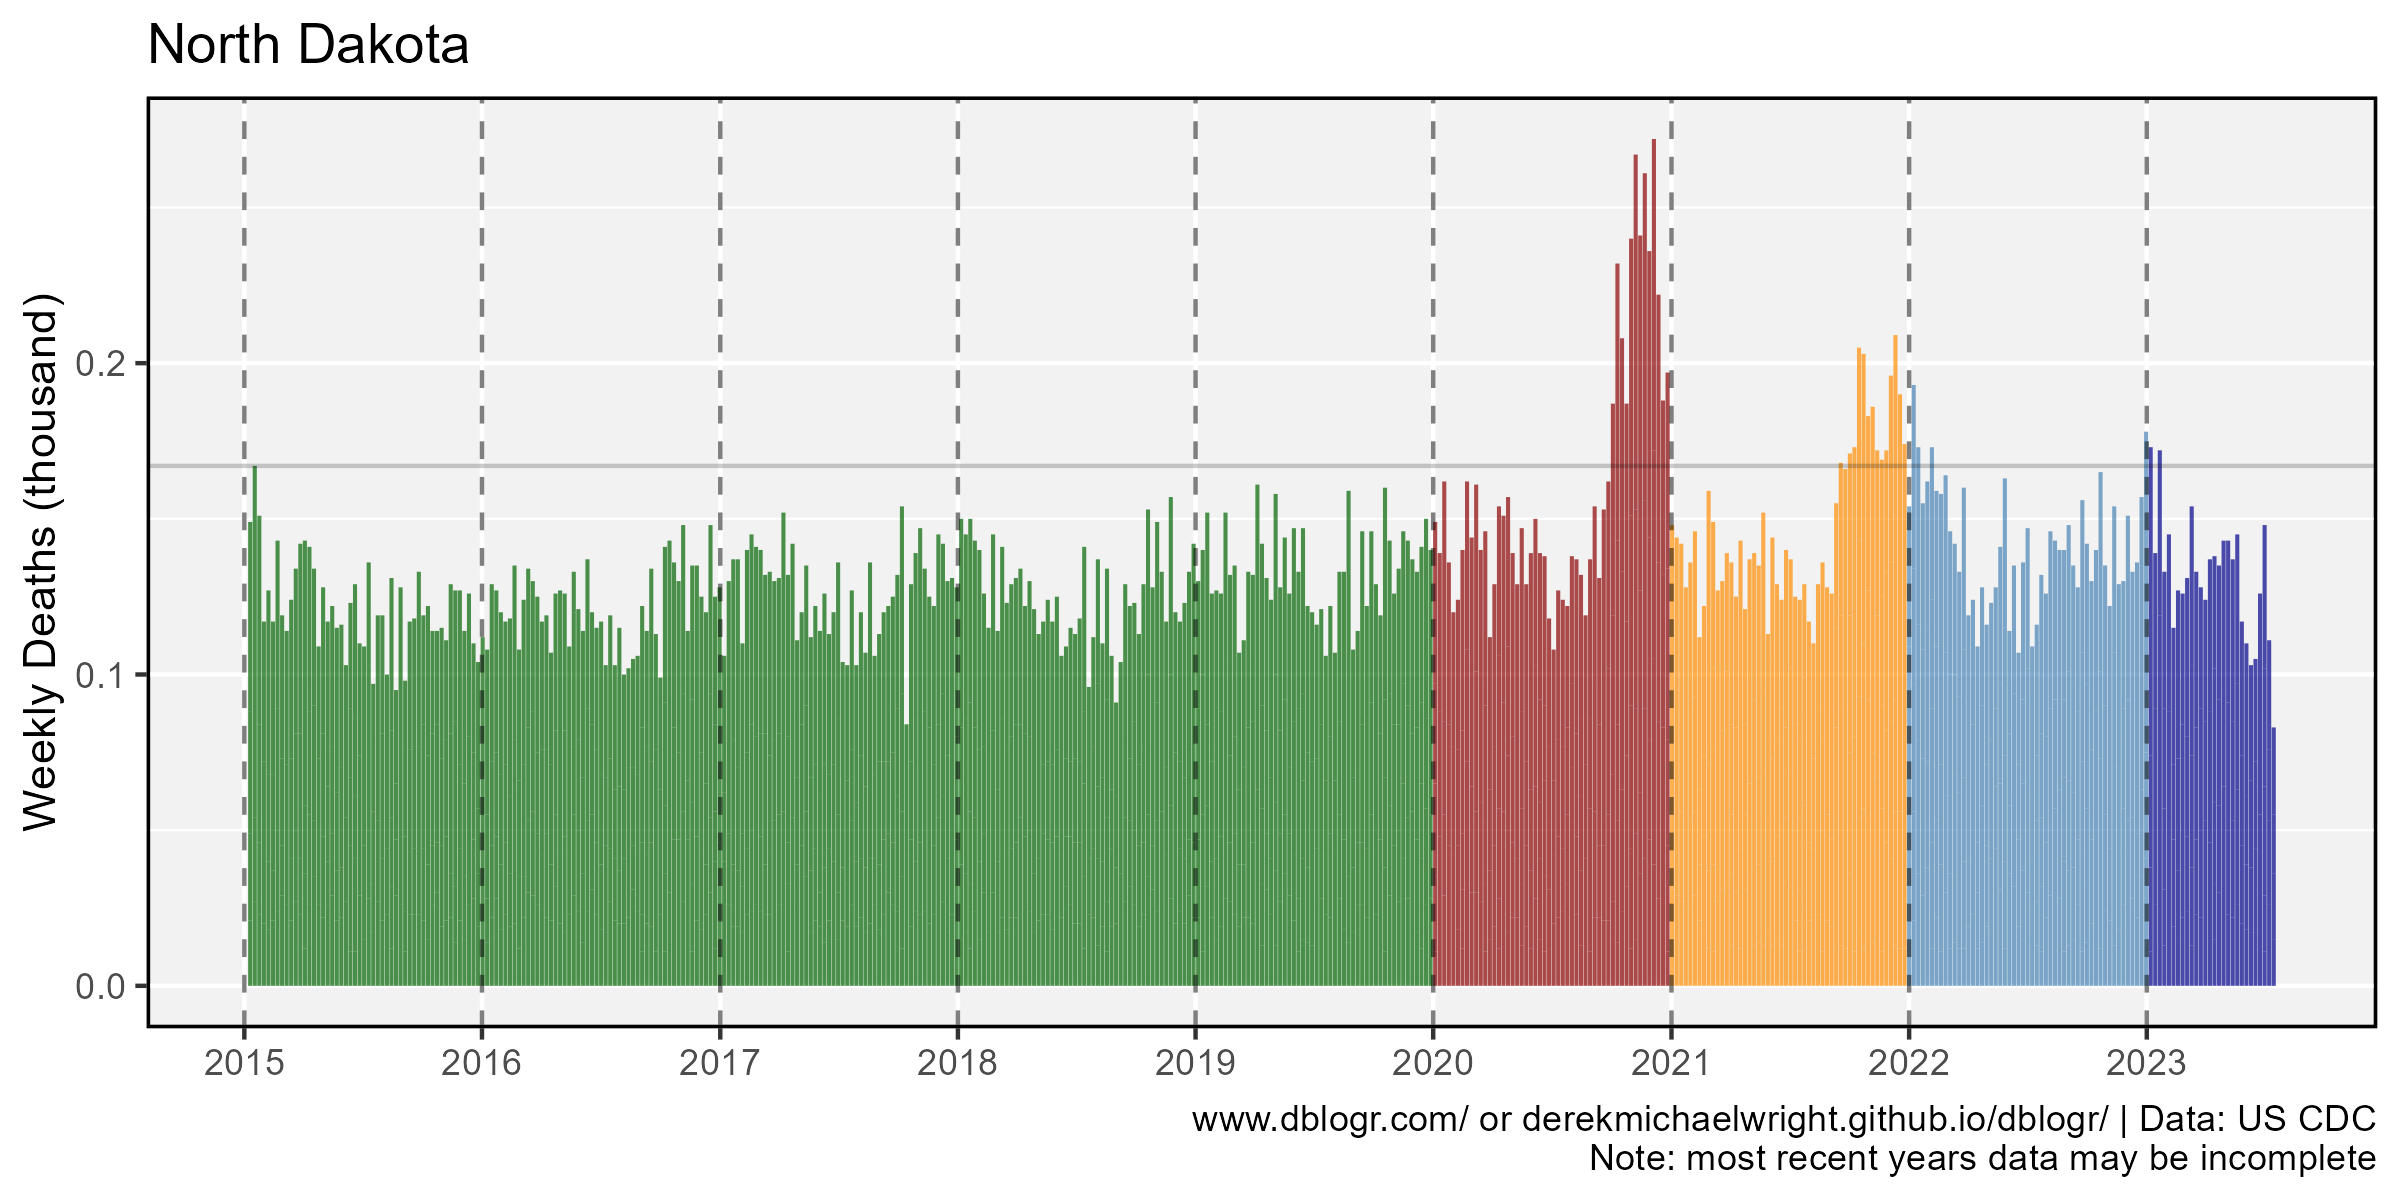 North Dakota
Weekly Deaths (thousand)
0.2
0.1
0.0
2015 2016 2017 2018 2019 2020 2021 2022 2023
www.dblogr.com/ or derekmichaelwright.github.io/dblogr/ | Data: US CDC
Note: most recent years data may be incomplete